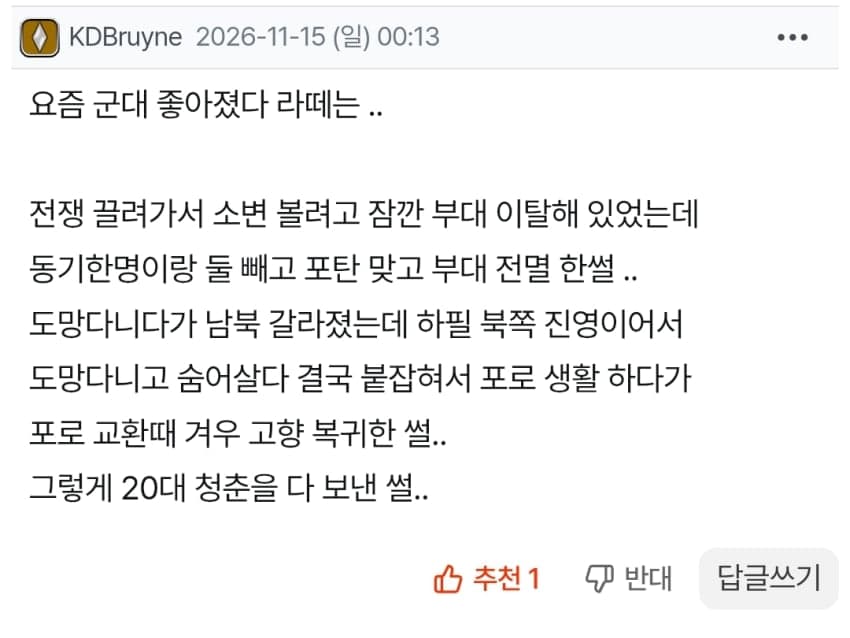 KDBruyne 2026-11-15 (일) 00:13
요즘 군대 좋아졌다 라떼는 ..
전쟁 끌려가서 소변 볼려고 잠깐 부대 이탈해 있었는데
동기한명이랑 둘 빼고 포탄 맞고 부대 전멸 한썰 ..
도망다니다가 남북 갈라졌는데 하필 북쪽 진영이어서
도망다니고 숨어살다 결국 붙잡혀서 포로 생활 하다가
포로 교환때 겨우 고향 복귀한 썰..
그렇게 20대 청춘을 다 보낸 썰..
추천 1 반대 답글쓰기